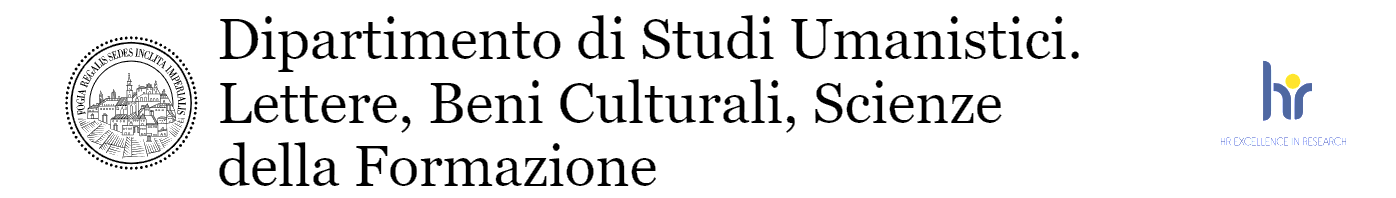 FOGIA REGALIS SEDES INCLITA IMPERIALIS
Dipartimento di Studi Umanistici.
Lettere, Beni Culturali, Scienze
della Formazione
hr
HR EXCELLENCE IN RESEARCH